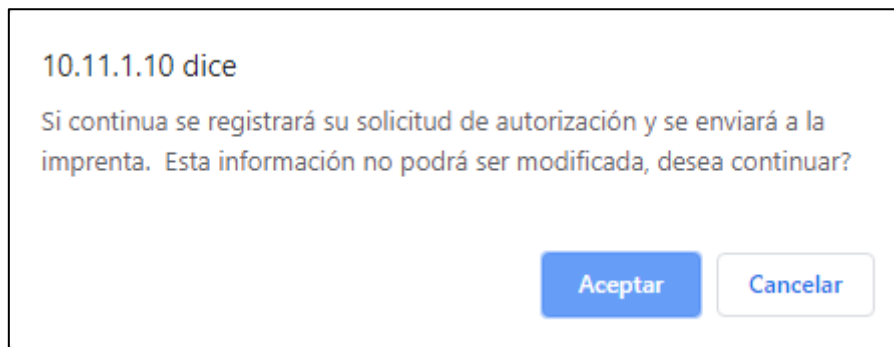 10.11.1.10 dice
Si continua se registrará su solicitud de autorización y se enviará a la
imprenta.  Esta información no podrá ser modificada, desea continuar?
Aceptar
Cancelar